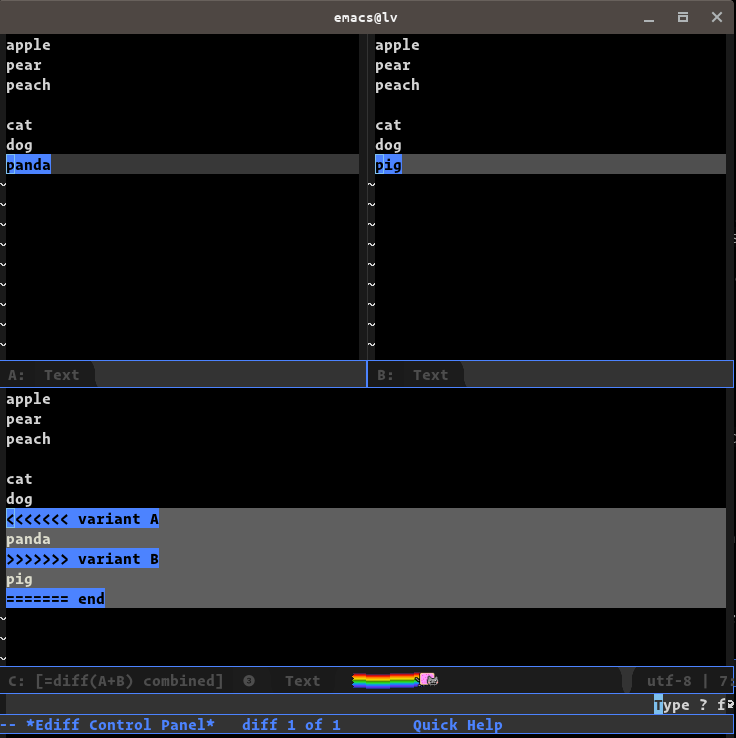 emacs@lv
apple
pear
peach
cat
dog
panda
~
~
~
~
~
~
~
~
~
A: Text
apple
pear
peach
cat
dog
pig
~
~
~
~
~
~
~
~
~
B: Text
apple
pear
peach
cat
dog
<<<<<<< variant A
panda
>>>>>>> variant B
pig
======= end
~
~
~
C: [=diff(A+B) combined] ❸ Text utf-8 | 7:
Type ? f
-- *Ediff Control Panel* diff 1 of 1 Quick Help